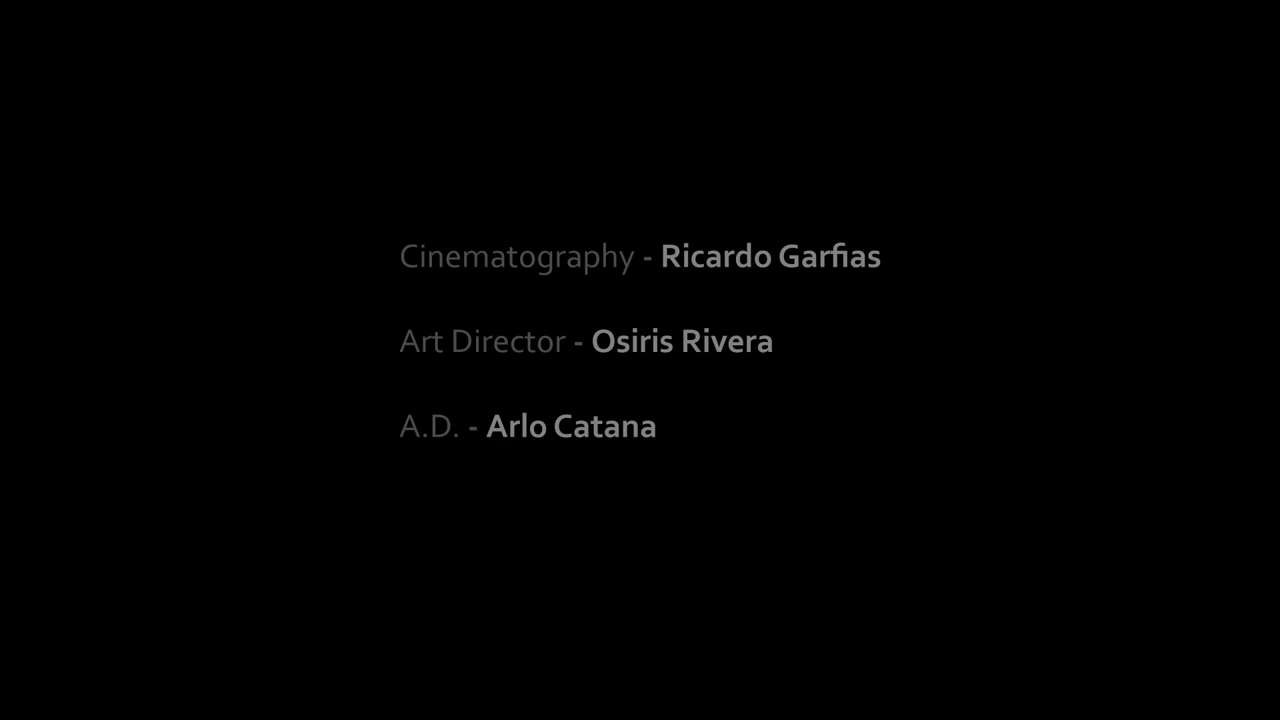 Cinematography - Ricardo Garfias
Art Director - Osiris Rivera
A.D. - Arlo Catana